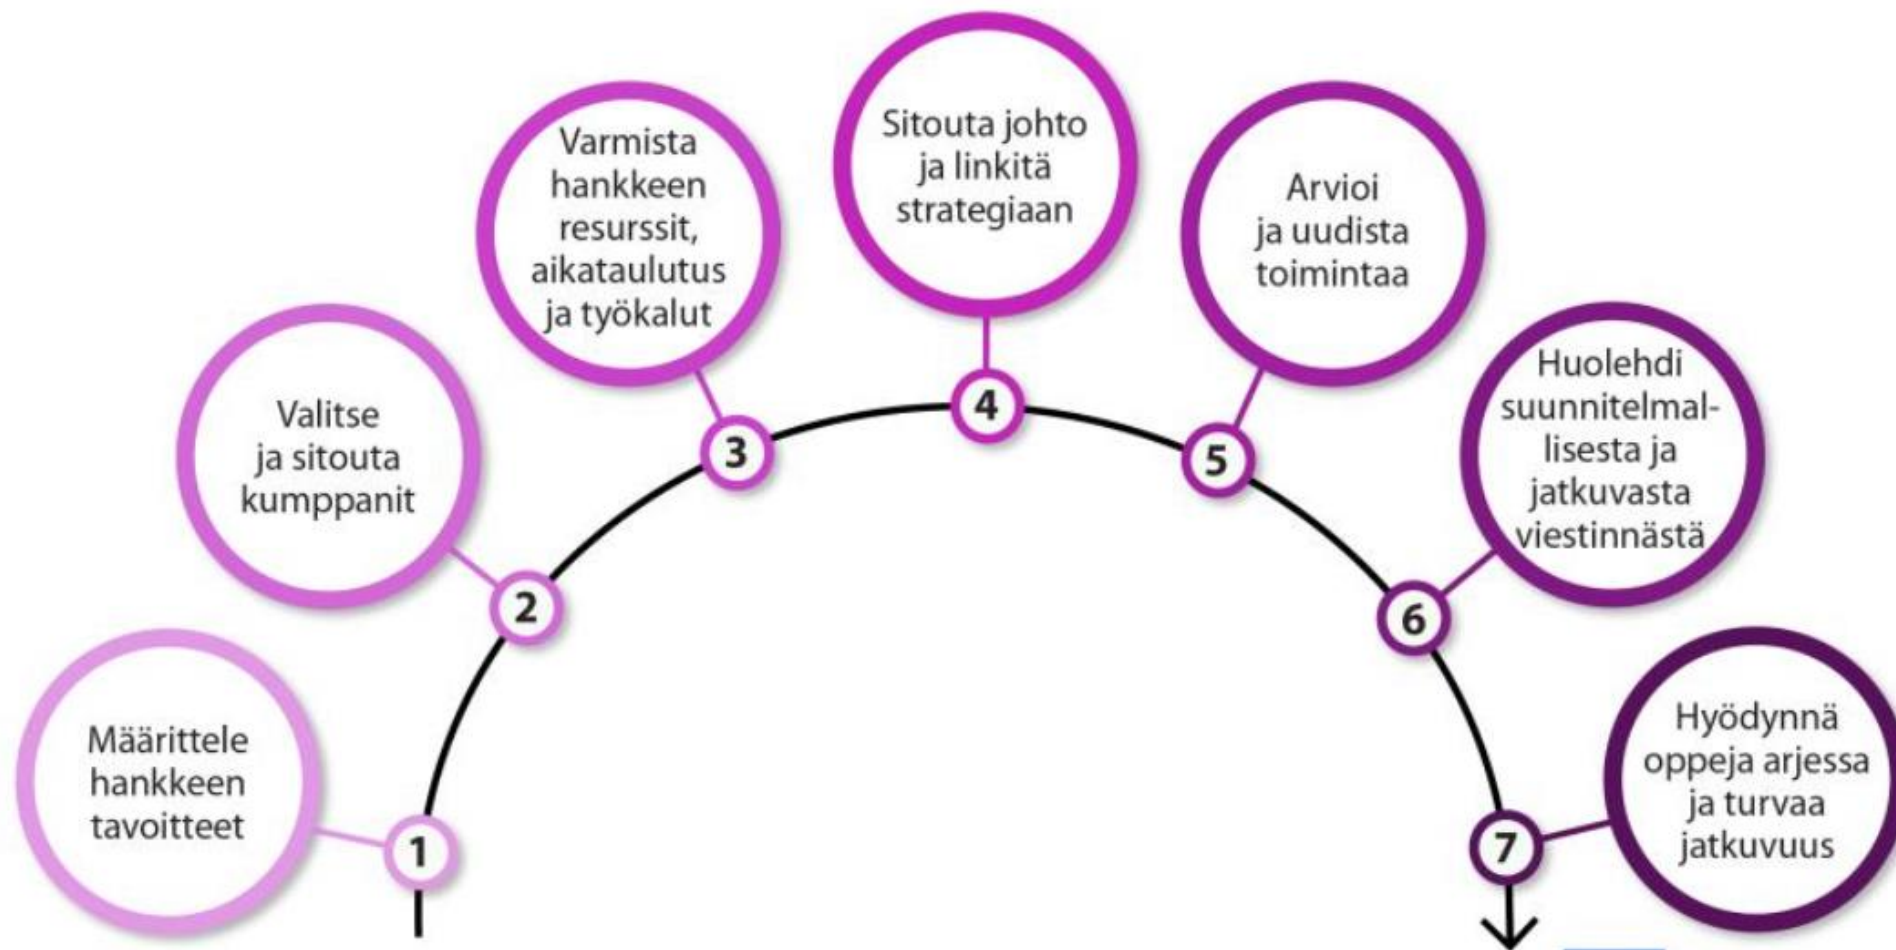 Määrittele
hankkeen
tavoitteet
1
Valitse
ja sitouta
kumppanit
2
Varmista
hankkeen
resurssit,
aikataulutus
ja työkalut
3
Sitouta johto
ja linkitä
strategiaan
4
Arvioi
ja uudista
toimintaa
5
Huolehdi
suunnitelmal-
lisesta ja
jatkuvasta
viestinnästä
6
Hyödynnä
oppeja arjessa
ja turvaa
jatkuvuus
7